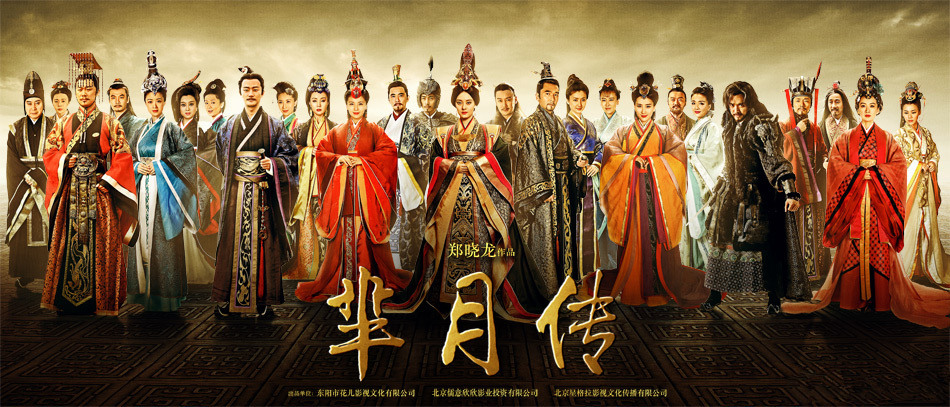 郑晓龙作品
芈月传
出品单位：东阳市花儿影视文化有限公司 北京儒意欣欣影业投资有限公司 北京星格拉影视文化传播有限公司